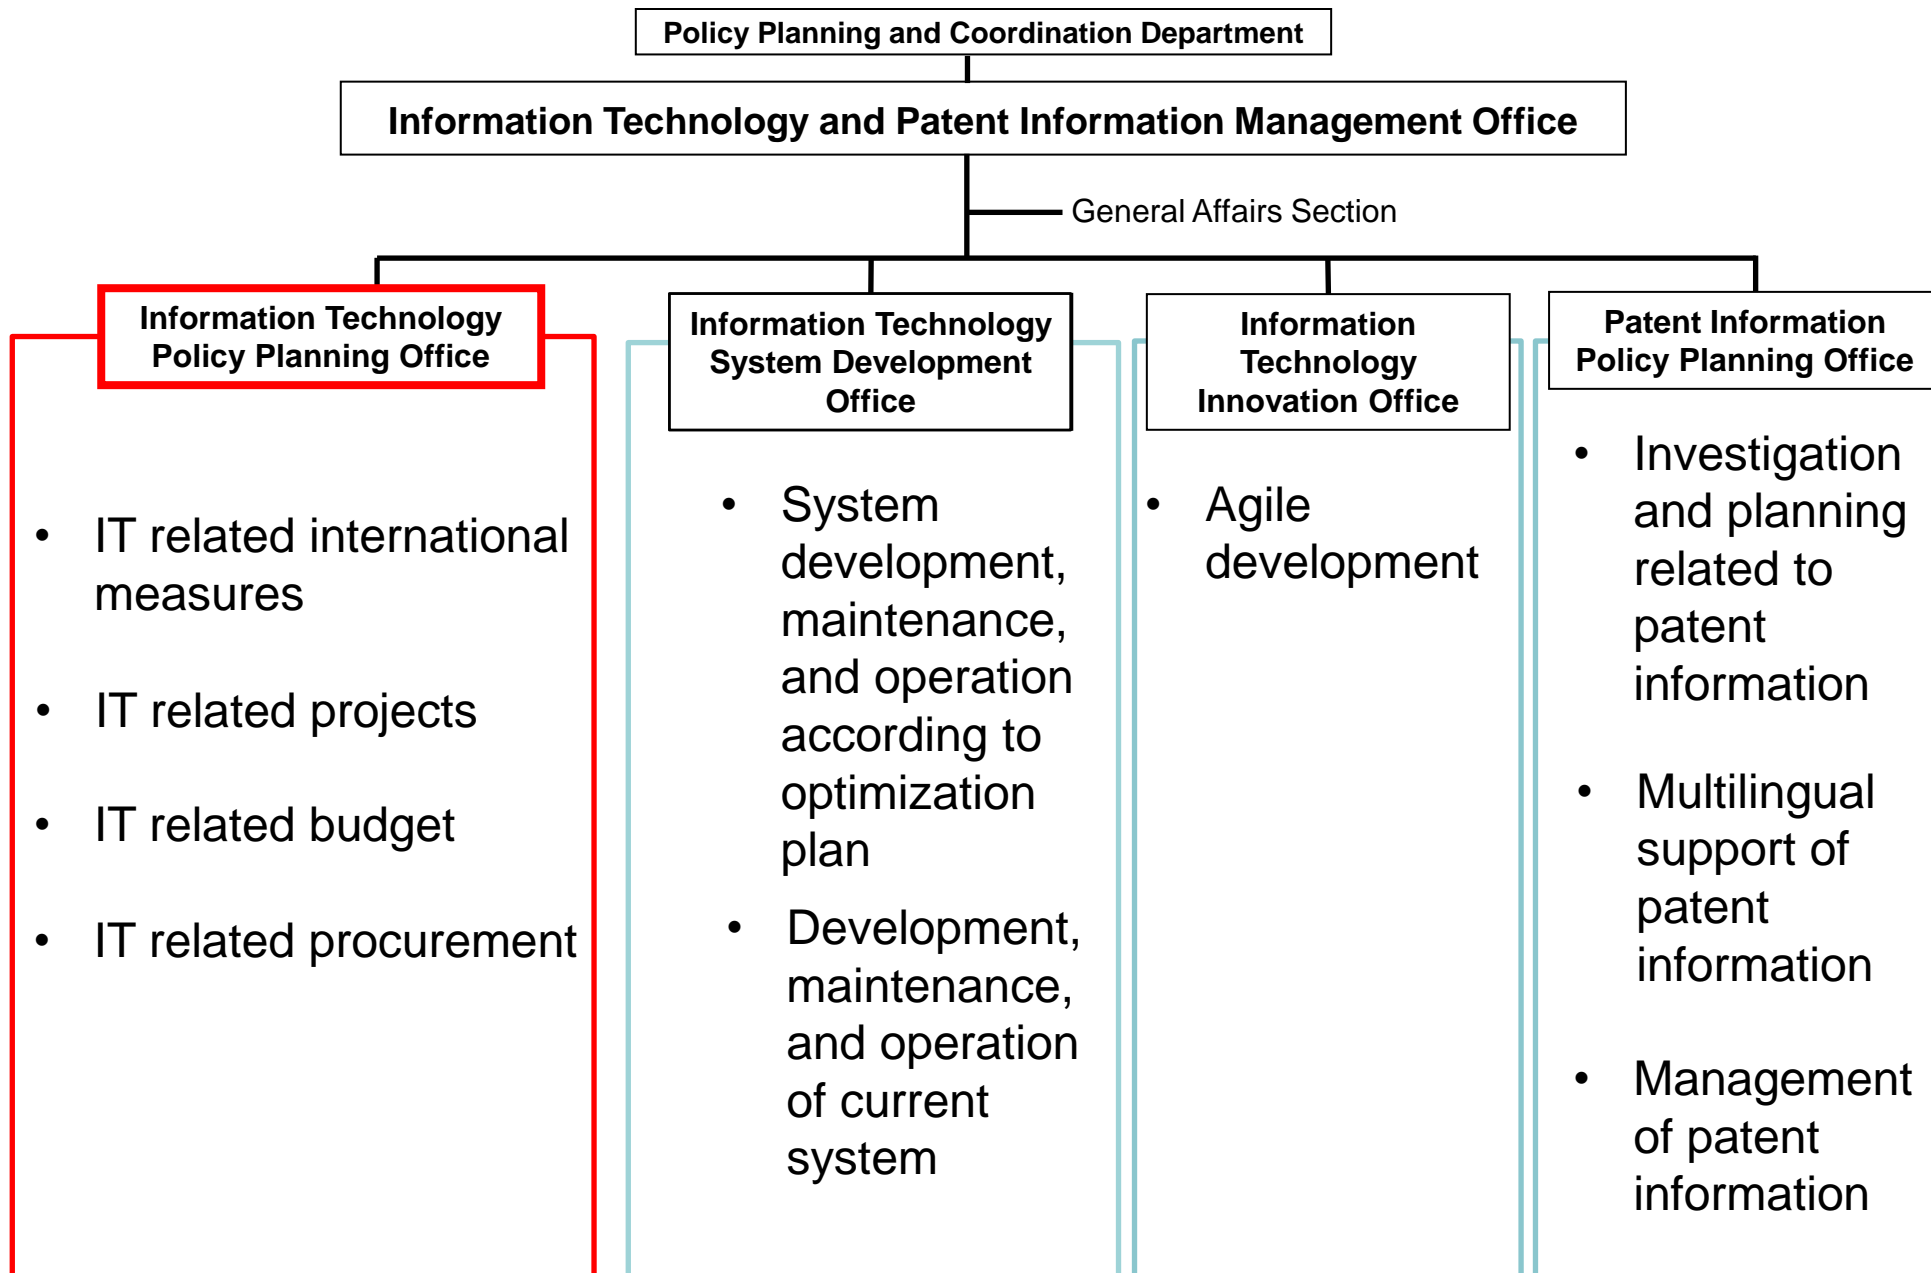 Policy Planning and Coordination Department
Information Technology and Patent Information Management Office
General Affairs Section
Information Technology
Policy Planning Office
• IT related international
measures
• IT related projects
• IT related budget
• IT related procurement
Information Technology
System Development
Office
• System
development,
maintenance,
and operation
according to
optimization
plan
• Development,
maintenance,
and operation
of current
system
Information
Technology
Innovation Office
• Agile
development
Patent Information
Policy Planning Office
• Investigation
and planning
related to
patent
information
• Multilingual
support of
patent
information
• Management
of patent
information